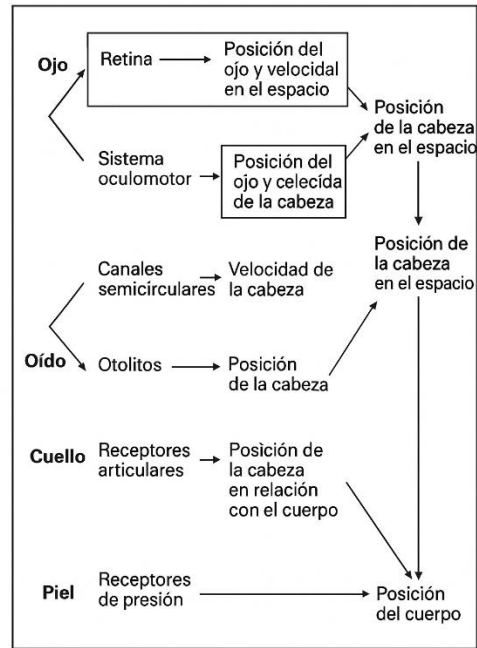 Ojo
Retina
Posición del
ojo y velocidal
en el espacio
Posición
de la cabeza
en el espacio
Sistema
oculomotor
Posición del
ojo y celecída
de la cabeza
Posición de
la cabeza
en el espacio
Canales
semicirculares
Velocidad de
la cabeza
Oído
Otolitos
Posición
de la cabeza
Cuello
Receptores
articulares
Posición de
la cabeza
en relación
con el cuerpo
Piel
Receptores
de presión
Posición
del cuerpo